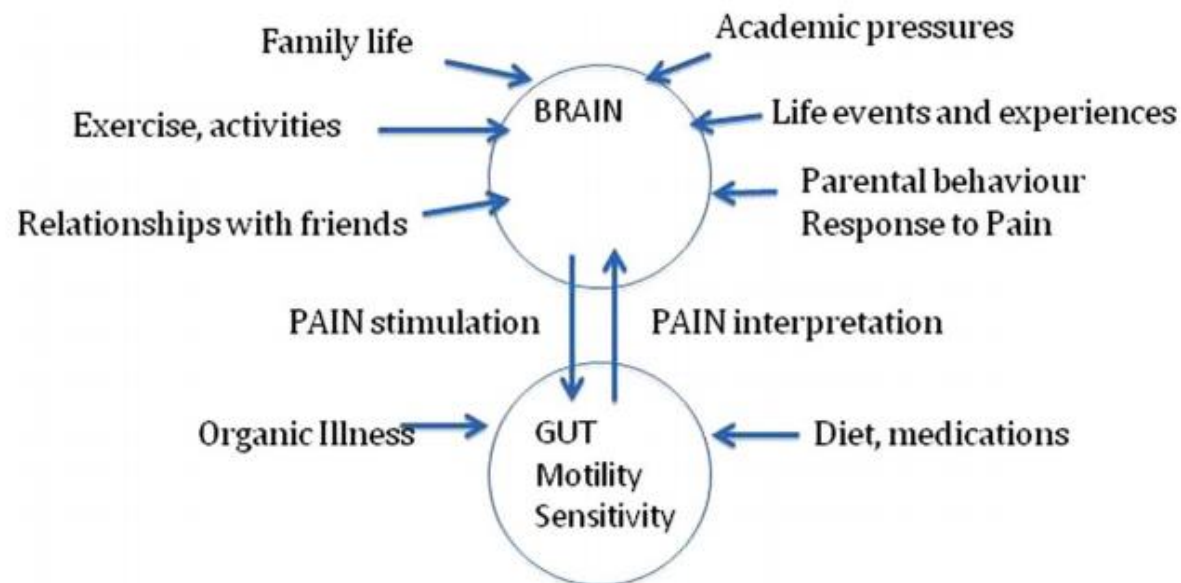 Family life
Academic pressures
BRAIN
Exercise, activities
Life events and experiences
Relationships with friends
Parental behaviour
Response to Pain
PAIN stimulation
PAIN interpretation
Organic Illness
GUT
Motility
Sensitivity
Diet, medications